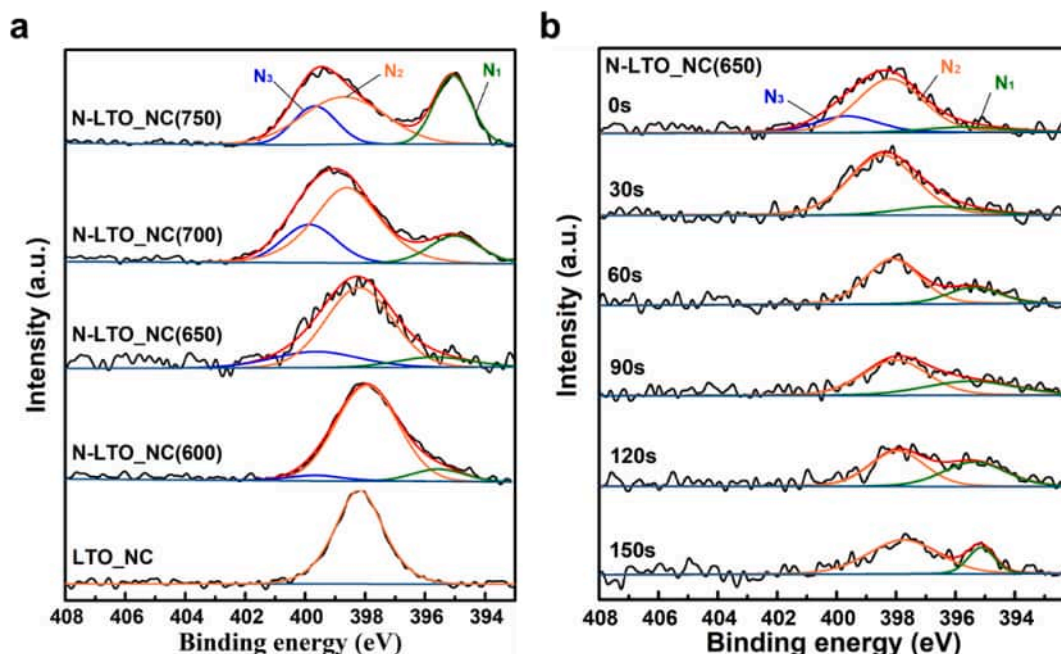 a
N₃
N₂
N₁
N-LTO_NC(750)
N-LTO_NC(700)
N-LTO_NC(650)
N-LTO_NC(600)
LTO_NC
Intensity (a.u.)
408 406 404 402 400 398 396 394
Binding energy (eV)
b
N-LTO_NC(650)
N₂
N₁
N₃
0s
30s
60s
90s
120s
150s
Intensity (a.u.)
408 406 404 402 400 398 396 394
Binding energy (eV)